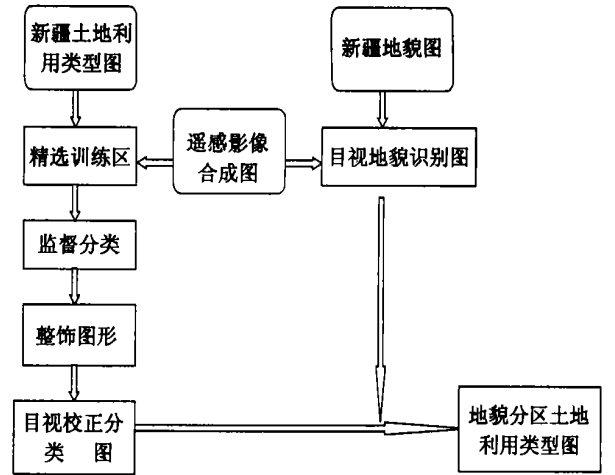 新疆土地利
用类型图
新疆地貌图
遥感影像
合成图
精选训练区
目视地貌识别图
监督分类
整饰图形
目视校正分
类 图
地貌分区土地
利用类型图